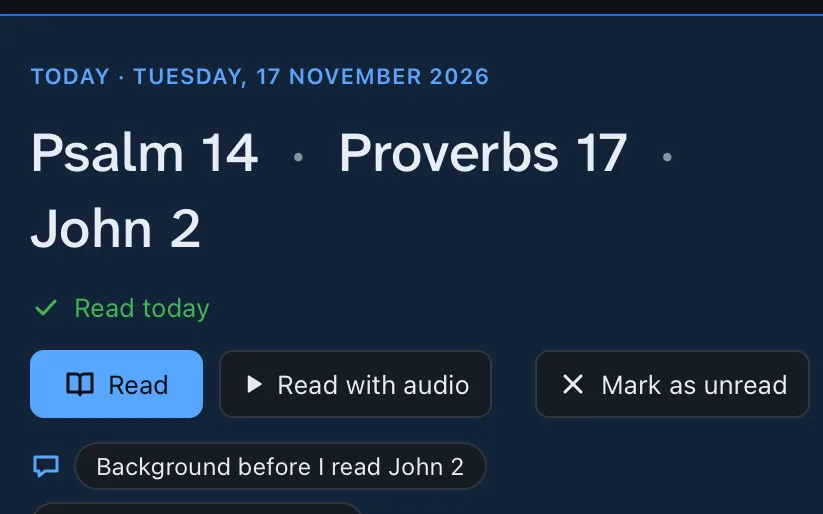 TODAY · TUESDAY, 17 NOVEMBER 2026
Psalm 14 · Proverbs 17 ·
John 2
Read today
Read
Read with audio
Mark as unread
Background before I read John 2